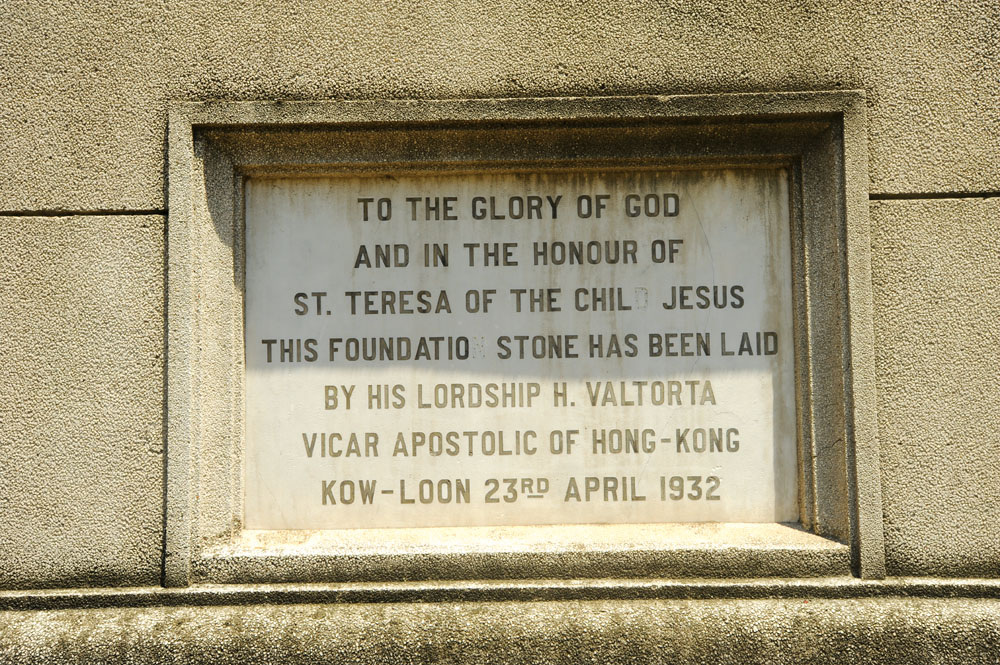 TO THE GLORY OF GOD
AND IN THE HONOUR OF
ST. TERESA OF THE CHILD JESUS
THIS FOUNDATION STONE HAS BEEN LAID
BY HIS LORDSHIP H. VALTORTA
VICAR APOSTOLIC OF HONG-KONG
KOW-LOON 23RD APRIL 1932